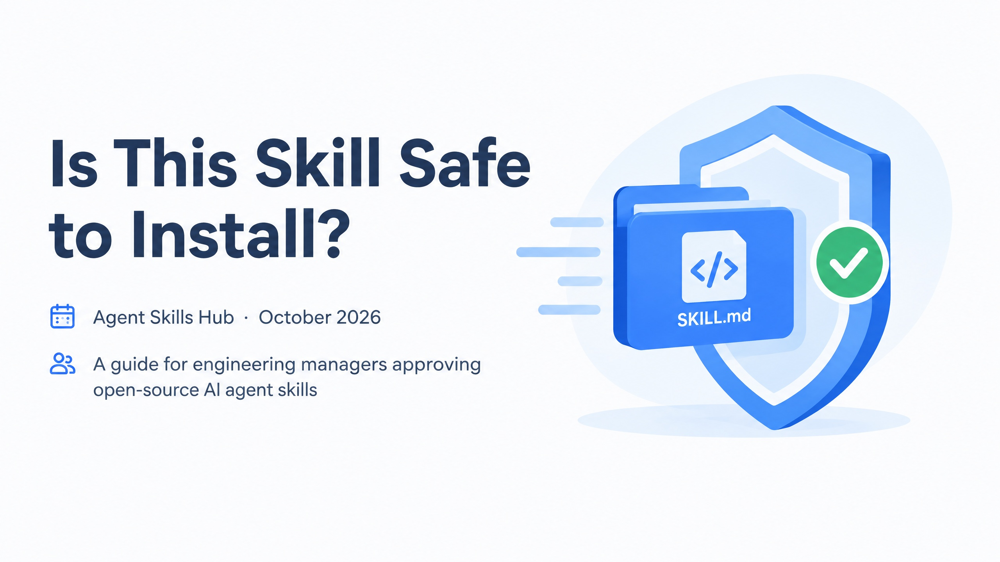 Is This Skill Safe
to Install?
Agent Skills Hub · October 2026
A guide for engineering managers approving
open-source AI agent skills
</>
SKILL.md